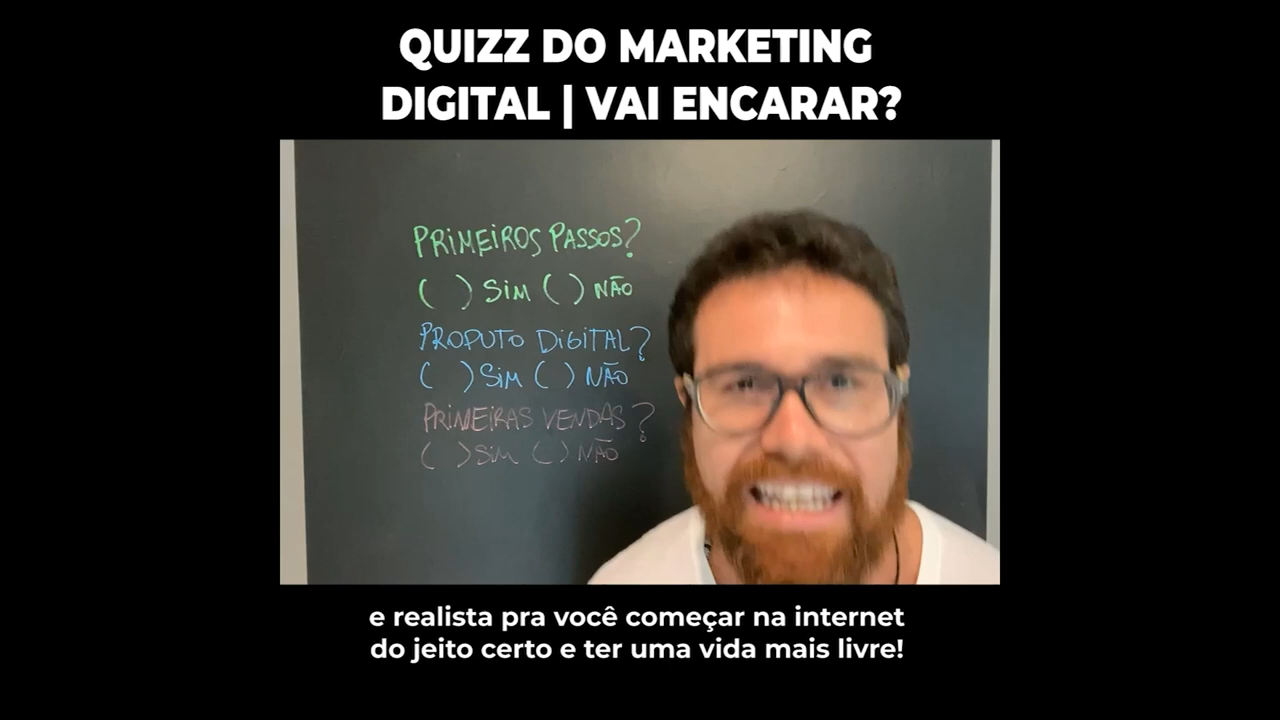 QUIZZ DO MARKETING
DIGITAL | VAI ENCARAR?
PRIMEIROS PASSOS?
( ) SIM ( ) NÃO
PRODUTO DIGITAL?
( ) SIM ( ) NÃO
PRIMEIRAS VENDAS?
( ) SIM ( ) NÃO
e realista pra você começar na internet
do jeito certo e ter uma vida mais livre!